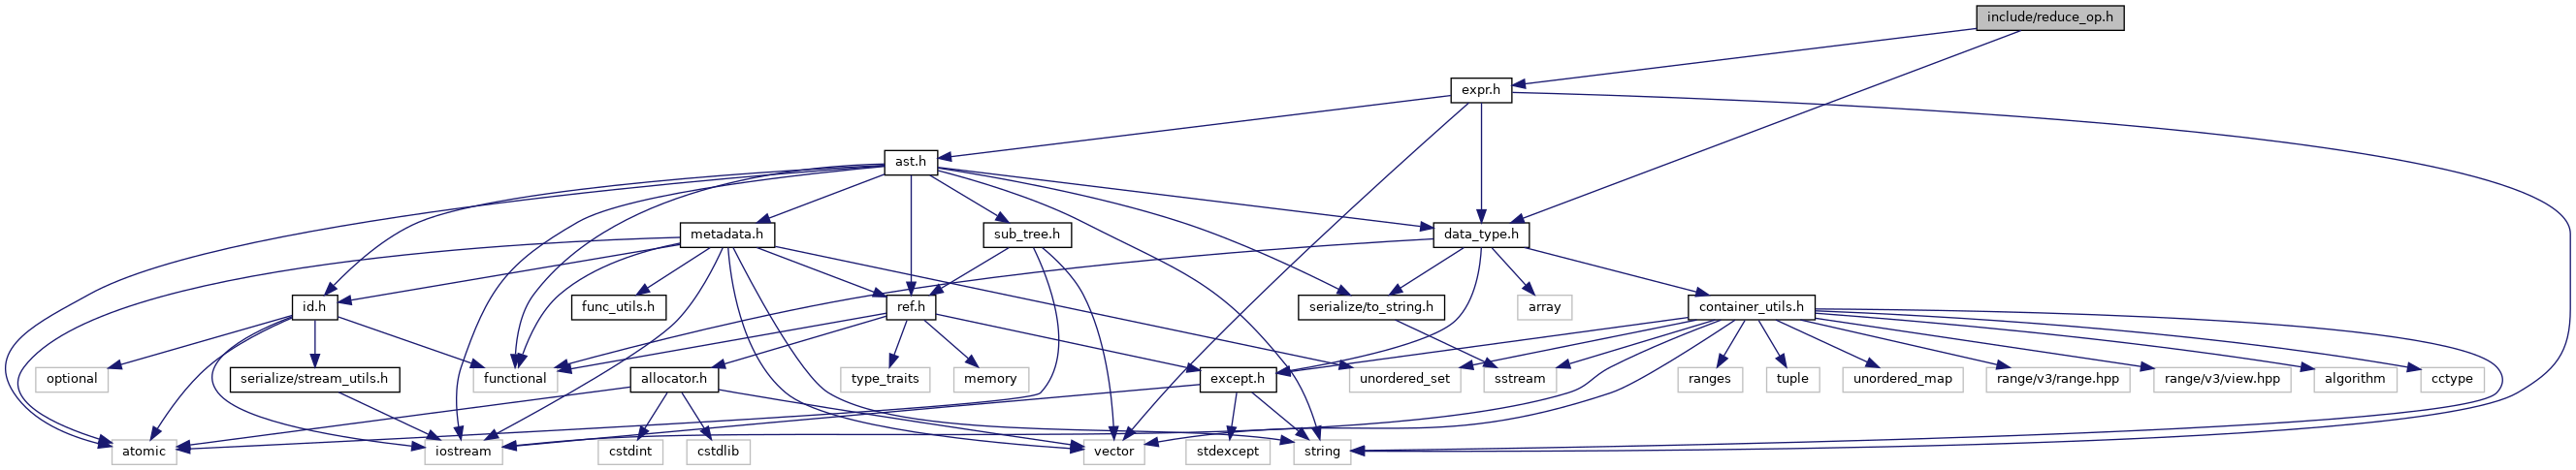 include/reduce_op.h
expr.h
ast.h
metadata.h
sub_tree.h
data_type.h
id.h
func_utils.h
ref.h
serialize/to_string.h
array
container_utils.h
optional
serialize/stream_utils.h
functional
allocator.h
type_traits
memory
except.h
unordered_set
sstream
ranges
tuple
unordered_map
range/v3/range.hpp
range/v3/view.hpp
algorithm
cctype
atomic
iostream
cstdint
cstdlib
vector
stdexcept
string